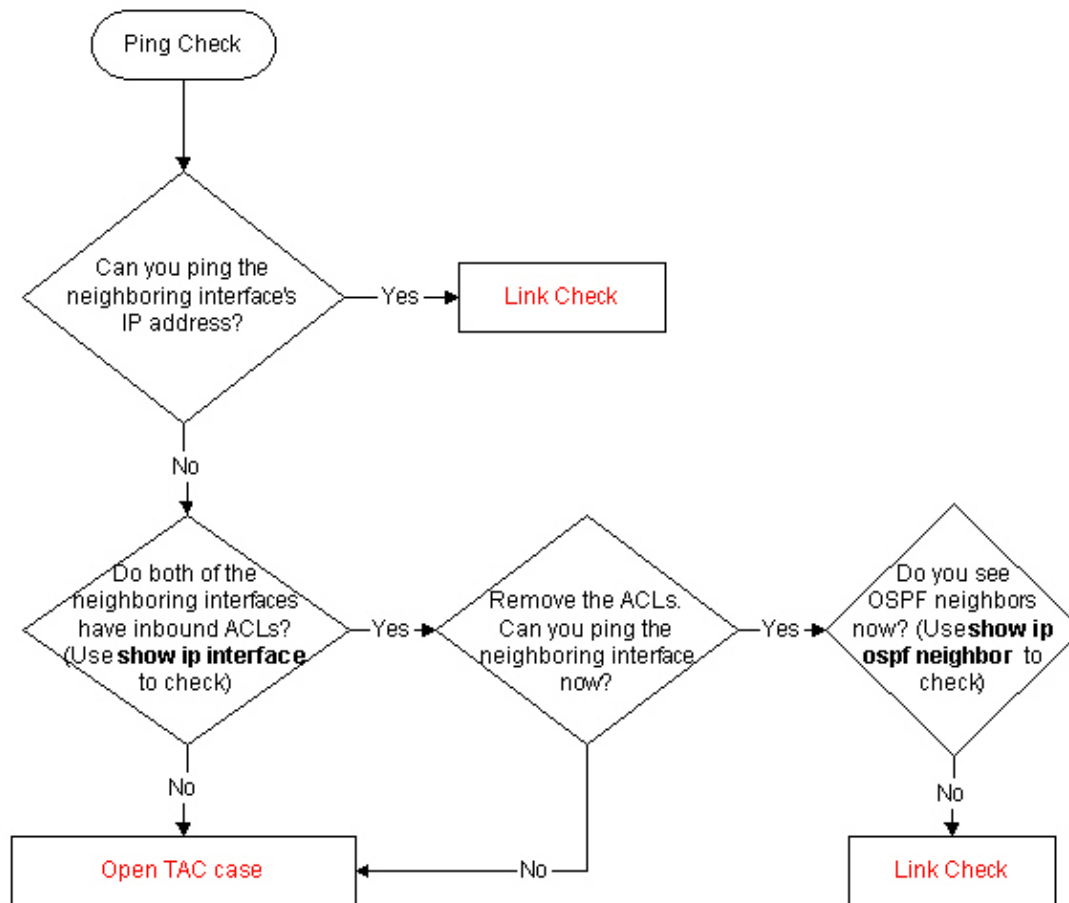 Ping Check
Can you ping the
neighboring interface's
IP address?
Yes
Link Check
No
Do both of the
neighboring interfaces
have inbound ACLs?
(Use show ip interface
to check)
Yes
Remove the ACLs.
Can you ping the
neighboring interface
now?
Yes
Do you see
OSPF neighbors
now? (Use show ip
ospf neighbor to
check)
No
No
Open TAC case
No
Link Check